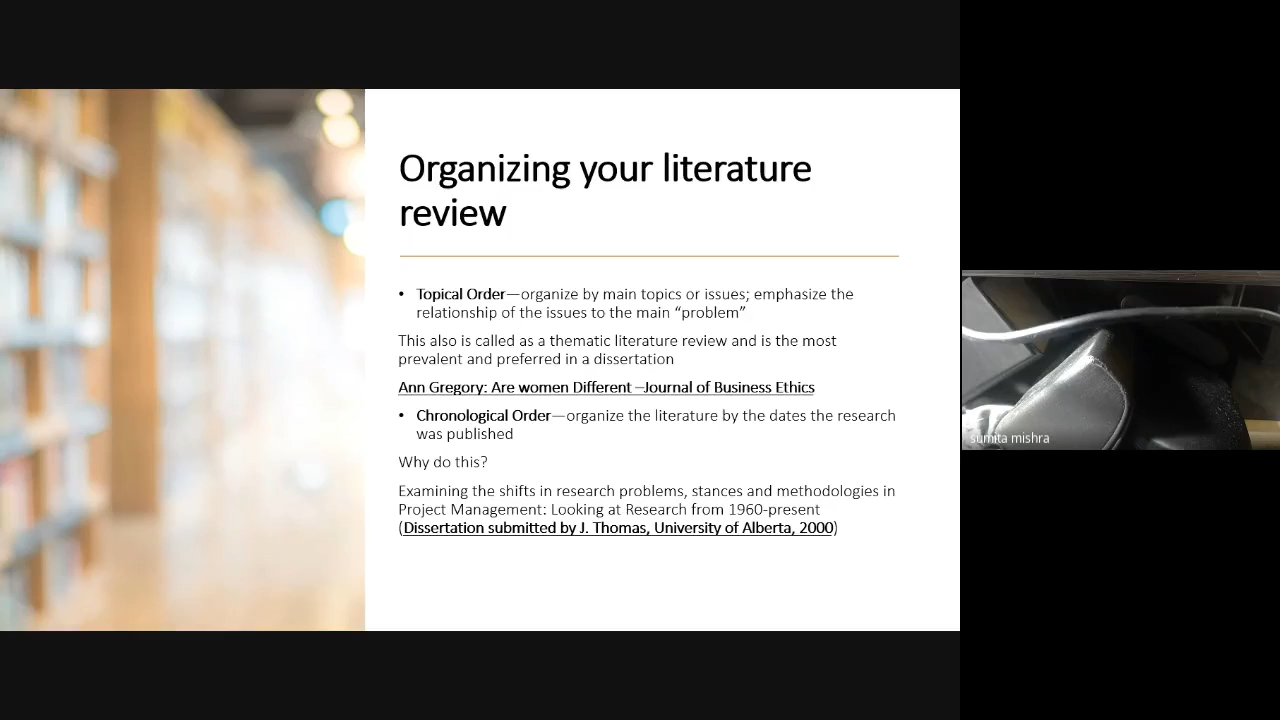 Organizing your literature
review
• Topical Order—organize by main topics or issues; emphasize the
relationship of the issues to the main “problem”
This also is called as a thematic literature review and is the most
prevalent and preferred in a dissertation
Ann Gregory: Are women Different –Journal of Business Ethics
• Chronological Order—organize the literature by the dates the research
was published
Why do this?
Examining the shifts in research problems, stances and methodologies in
Project Management: Looking at Research from 1960-present
(Dissertation submitted by J. Thomas, University of Alberta, 2000)
sumita mishra